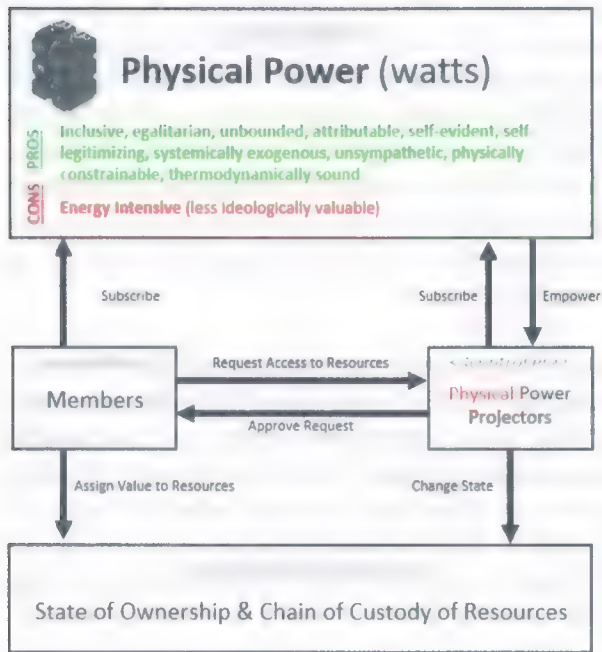 Physical Power (watts)
PROS
Inclusive, egalitarian, unbounded, attributable, self-evident, self
legitimizing, systemically exogenous, unsympathetic, physically
constrainable, thermodynamically sound
CONS
Energy Intensive (less ideologically valuable)
Subscribe
Subscribe
Empower
Members
Request Access to Resources
Approve Request
Physical Power
Projectors
Assign Value to Resources
Change State
State of Ownership & Chain of Custody of Resources